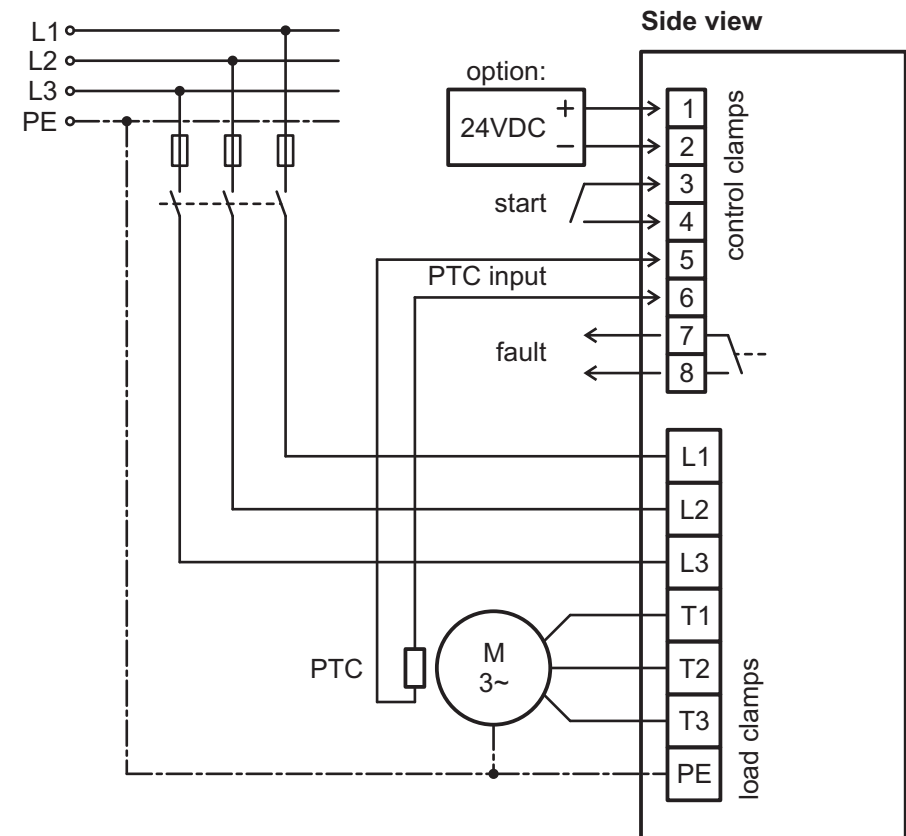 Side view
L1
L2
L3
PE
option:
24VDC
+
–
start
PTC input
fault
1
2
3
4
5
6
7
8
control clamps
L1
L2
L3
T1
T2
T3
PE
load clamps
PTC
M
3~